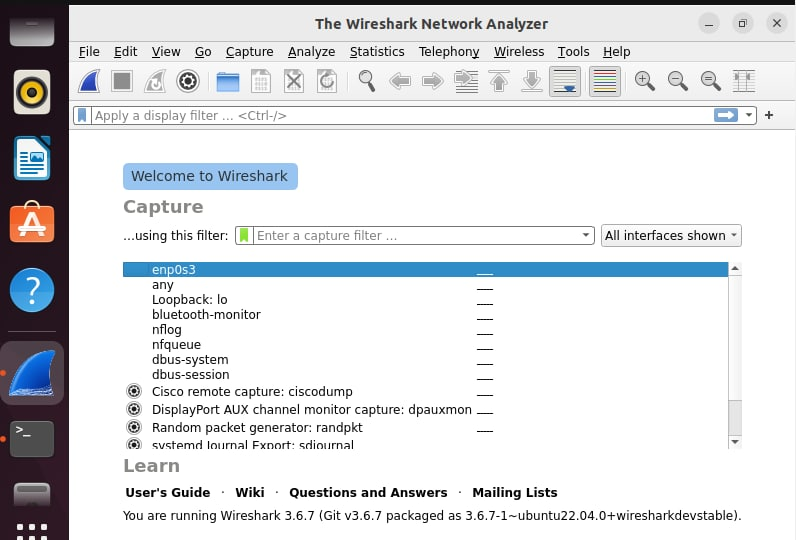 The Wireshark Network Analyzer
File Edit View Go Capture Analyze Statistics Telephony Wireless Tools Help
Apply a display filter ... <Ctrl-/>
Welcome to Wireshark
Capture
...using this filter: Enter a capture filter ... All interfaces shown
enp0s3
any
Loopback: lo
bluetooth-monitor
nflog
nfqueue
dbus-system
dbus-session
Cisco remote capture: ciscodump
DisplayPort AUX channel monitor capture: dpauxmon
Random packet generator: randpkt
systemd Journal Export: sdjournal
Learn
User's Guide · Wiki · Questions and Answers · Mailing Lists
You are running Wireshark 3.6.7 (Git v3.6.7 packaged as 3.6.7-1~ubuntu22.04.0+wiresharkdevstable).